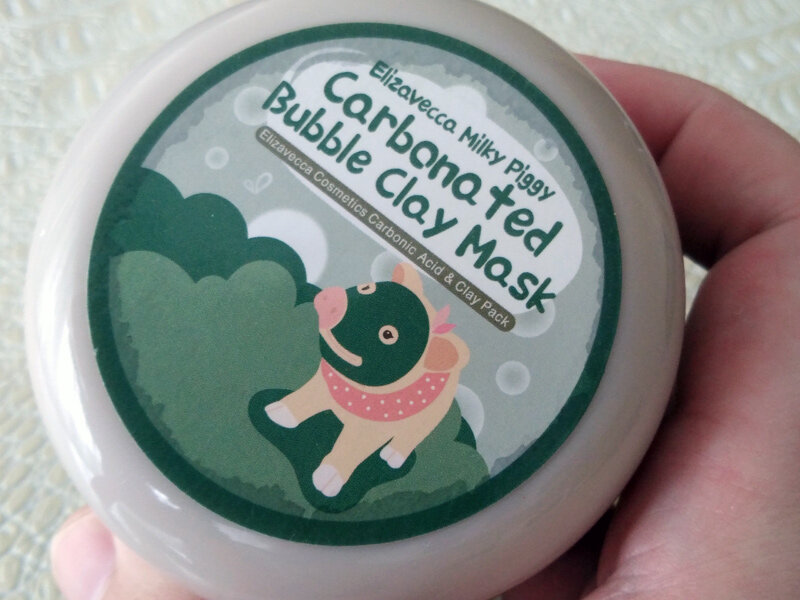 Elizavecca Milky Piggy
Carbonated
Bubble Clay Mask
Elizavecca Cosmetics Carbonic Acid & Clay Pack